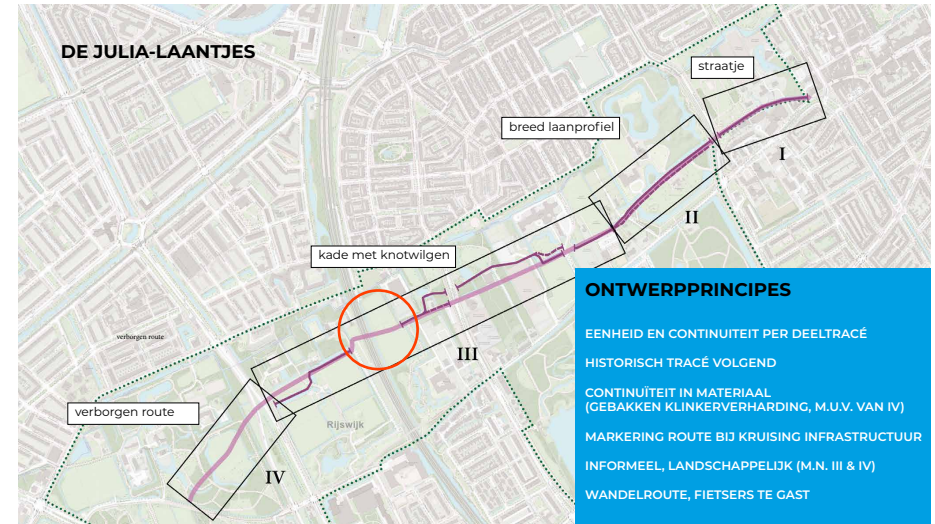 DE JULIA-LAANTJES
straatje
breed laanprofiel
I
II
kade met knotwilgen
verborgen route
III
verborgen route
Rijswijk
IV
ONTWERPPRINCIPES
EENHEID EN CONTINUITEIT PER DEELTRACÉ
HISTORISCH TRACÉ VOLGEND
CONTINUÏTEIT IN MATERIAAL
(GEBAKKEN KLINKERVERHARDING, M.U.V. VAN IV)
MARKERING ROUTE BIJ KRUISING INFRASTRUCTUUR
INFORMEEL, LANDSCHAPPELIJK (M.N. III & IV)
WANDELROUTE, FIETSERS TE GAST